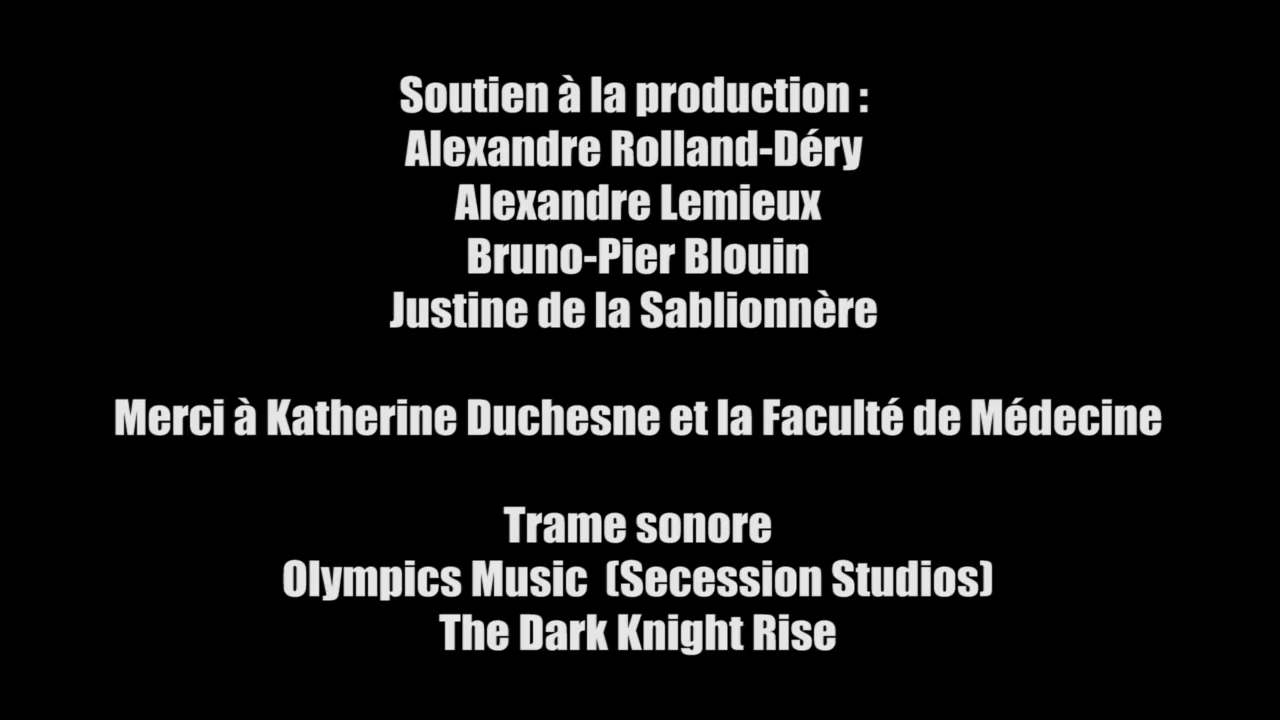 Soutien à la production :
Alexandre Rolland-Déry
Alexandre Lemieux
Bruno-Pier Blouin
Justine de la Sablionnère
Merci à Katherine Duchesne et la Faculté de Médecine
Trame sonore
Olympics Music (Secession Studios)
The Dark Knight Rise